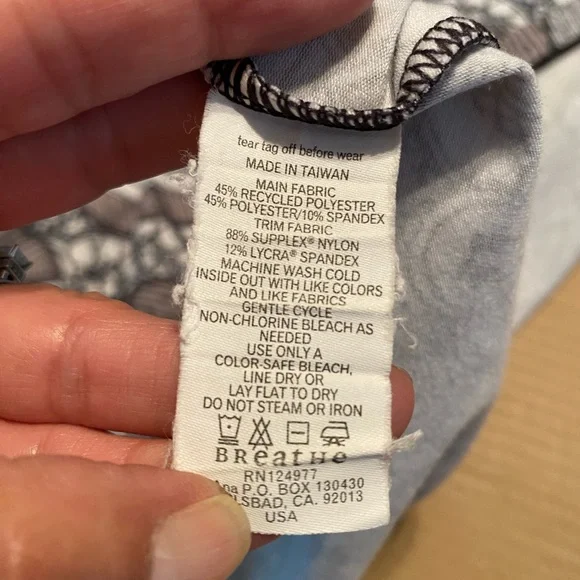 tear tag off before wear
MADE IN TAIWAN
MAIN FABRIC
45% RECYCLED POLYESTER
45% POLYESTER/10% SPANDEX
TRIM FABRIC
88% SUPPLEX® NYLON
12% LYCRA® SPANDEX
MACHINE WASH COLD
INSIDE OUT WITH LIKE COLORS
AND LIKE FABRICS
GENTLE CYCLE
NON-CHLORINE BLEACH AS
NEEDED
USE ONLY A
COLOR-SAFE BLEACH,
LINE DRY OR
LAY FLAT TO DRY
DO NOT STEAM OR IRON
BReatHe
RN124977
P.O. BOX 130430
CA. 92013
USA